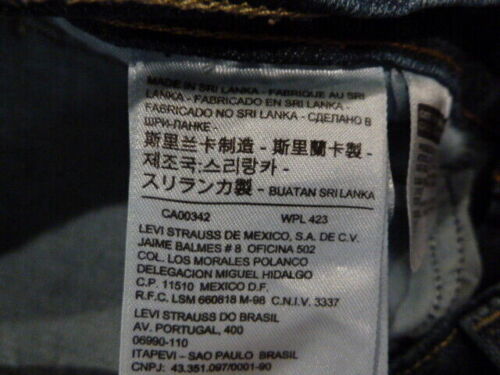 MADE IN SRI LANKA - FABRIQUE AU SRI
LANKA - FABRICADO EN SRI LANKA -
FABRICADO NO SRI LANKA - СДЕЛАНО В
ШРИ-ЛАНКЕ -
斯里兰卡制造 - 斯里蘭卡製 -
제조국:스리랑카 -
スリランカ製 - BUATAN SRI LANKA
CA00342 WPL 423
LEVI STRAUSS DE MEXICO, S.A. DE C.V.
JAIME BALMES # 8 OFICINA 502
COL. LOS MORALES POLANCO
DELEGACION MIGUEL HIDALGO
C.P. 11510 MEXICO D.F.
R.F.C. LSM 660818 M-98 C.N.I.V. 3337
LEVI STRAUSS DO BRASIL
AV. PORTUGAL, 400
06990-110
ITAPEVI - SAO PAULO BRASIL
CNPJ: 43.351.097/0001-90